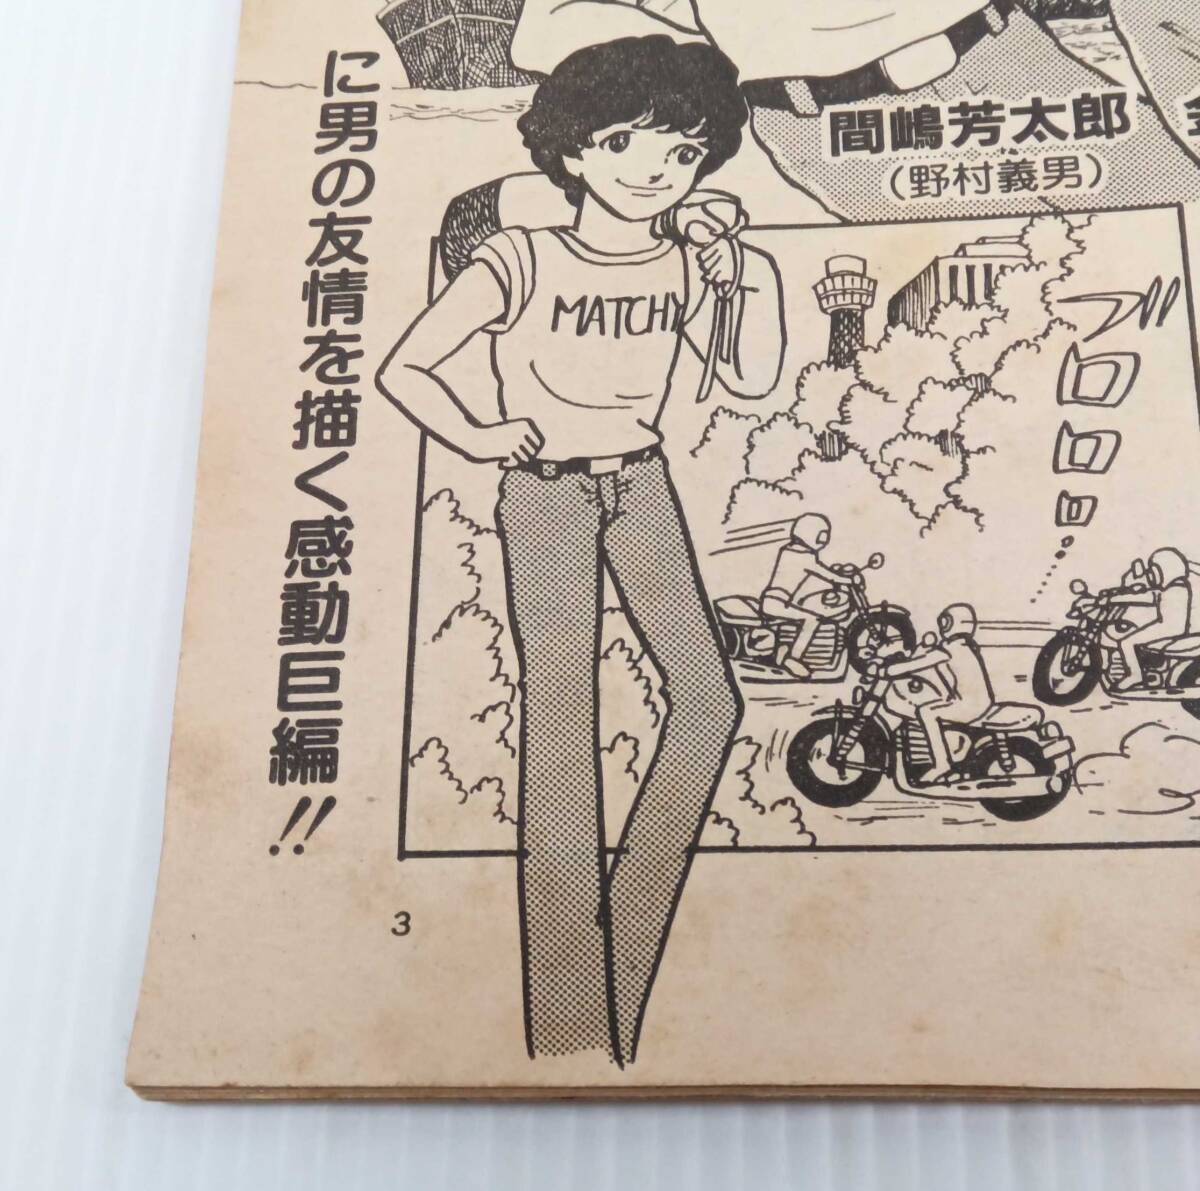 間嶋芳太郎
(野村義男)
ブロロロ
MATCHY
に男の友情を描く感動巨編!!
3